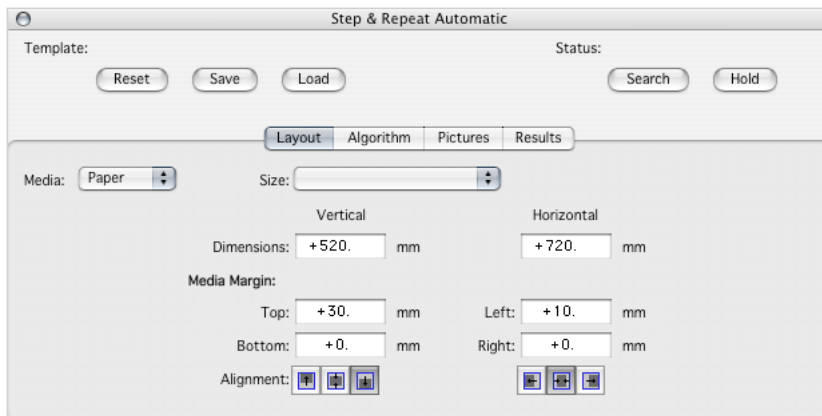 Step & Repeat Automatic
Template: Status:
Reset Save Load Search Hold
Layout Algorithm Pictures Results
Media: Paper Size:
Vertical Horizontal
Dimensions: +520. mm +720. mm
Media Margin:
Top: +30. mm Left: +10. mm
Bottom: +0. mm Right: +0. mm
Alignment: